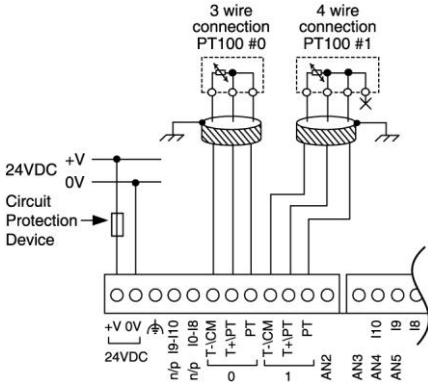 3 wire
connection
PT100 #0
4 wire
connection
PT100 #1
24VDC
+V
0V
Circuit
Protection
Device
+V
0V
24VDC
I9-I10
n/p
I0-I8
n/p
T-\CM
T+\PT
PT
0
T-\CM
T+\PT
PT
1
AN2
AN3
I10
AN4
I9
AN5
I8